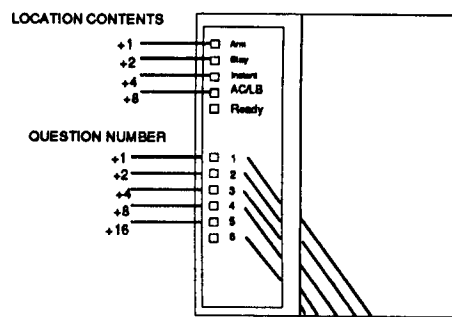 LOCATION CONTENTS
+1 Arm
+2 Stay
+4 Instant
+8 AC/LB
Ready
QUESTION NUMBER
+1 1
+2 2
+4 3
+8 4
+16 5
6